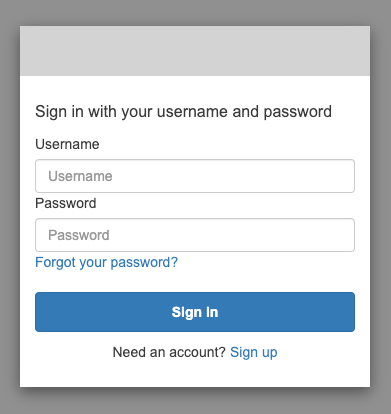 Sign in with your username and password
Username
Username
Password
Password
Forgot your password?
Sign in
Need an account? Sign up